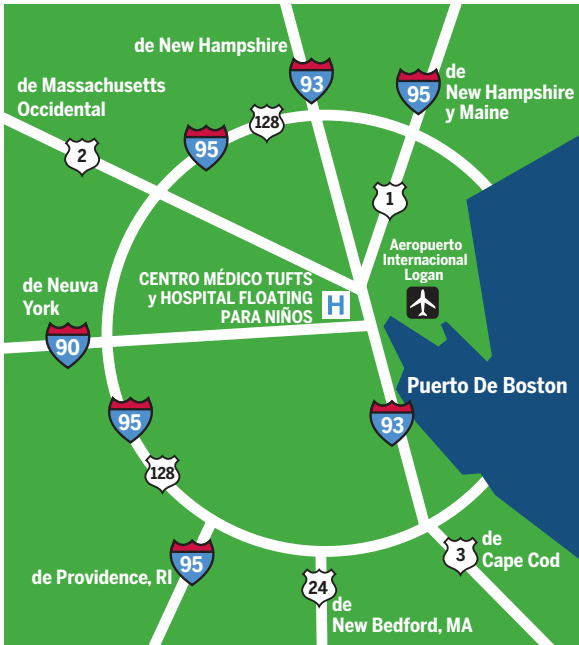 de New Hampshire
93
de
New Hampshire
y Maine
95
de Massachusetts
Occidental
128
95
2
1
Aeropuerto
Internacional
Logan
de Neuva
York
CENTRO MÉDICO TUFTS
y HOSPITAL FLOATING
PARA NIÑOS
H
90
Puerto De Boston
95
93
128
de
Cape Cod
3
de Providence, RI
95
24
de
New Bedford, MA